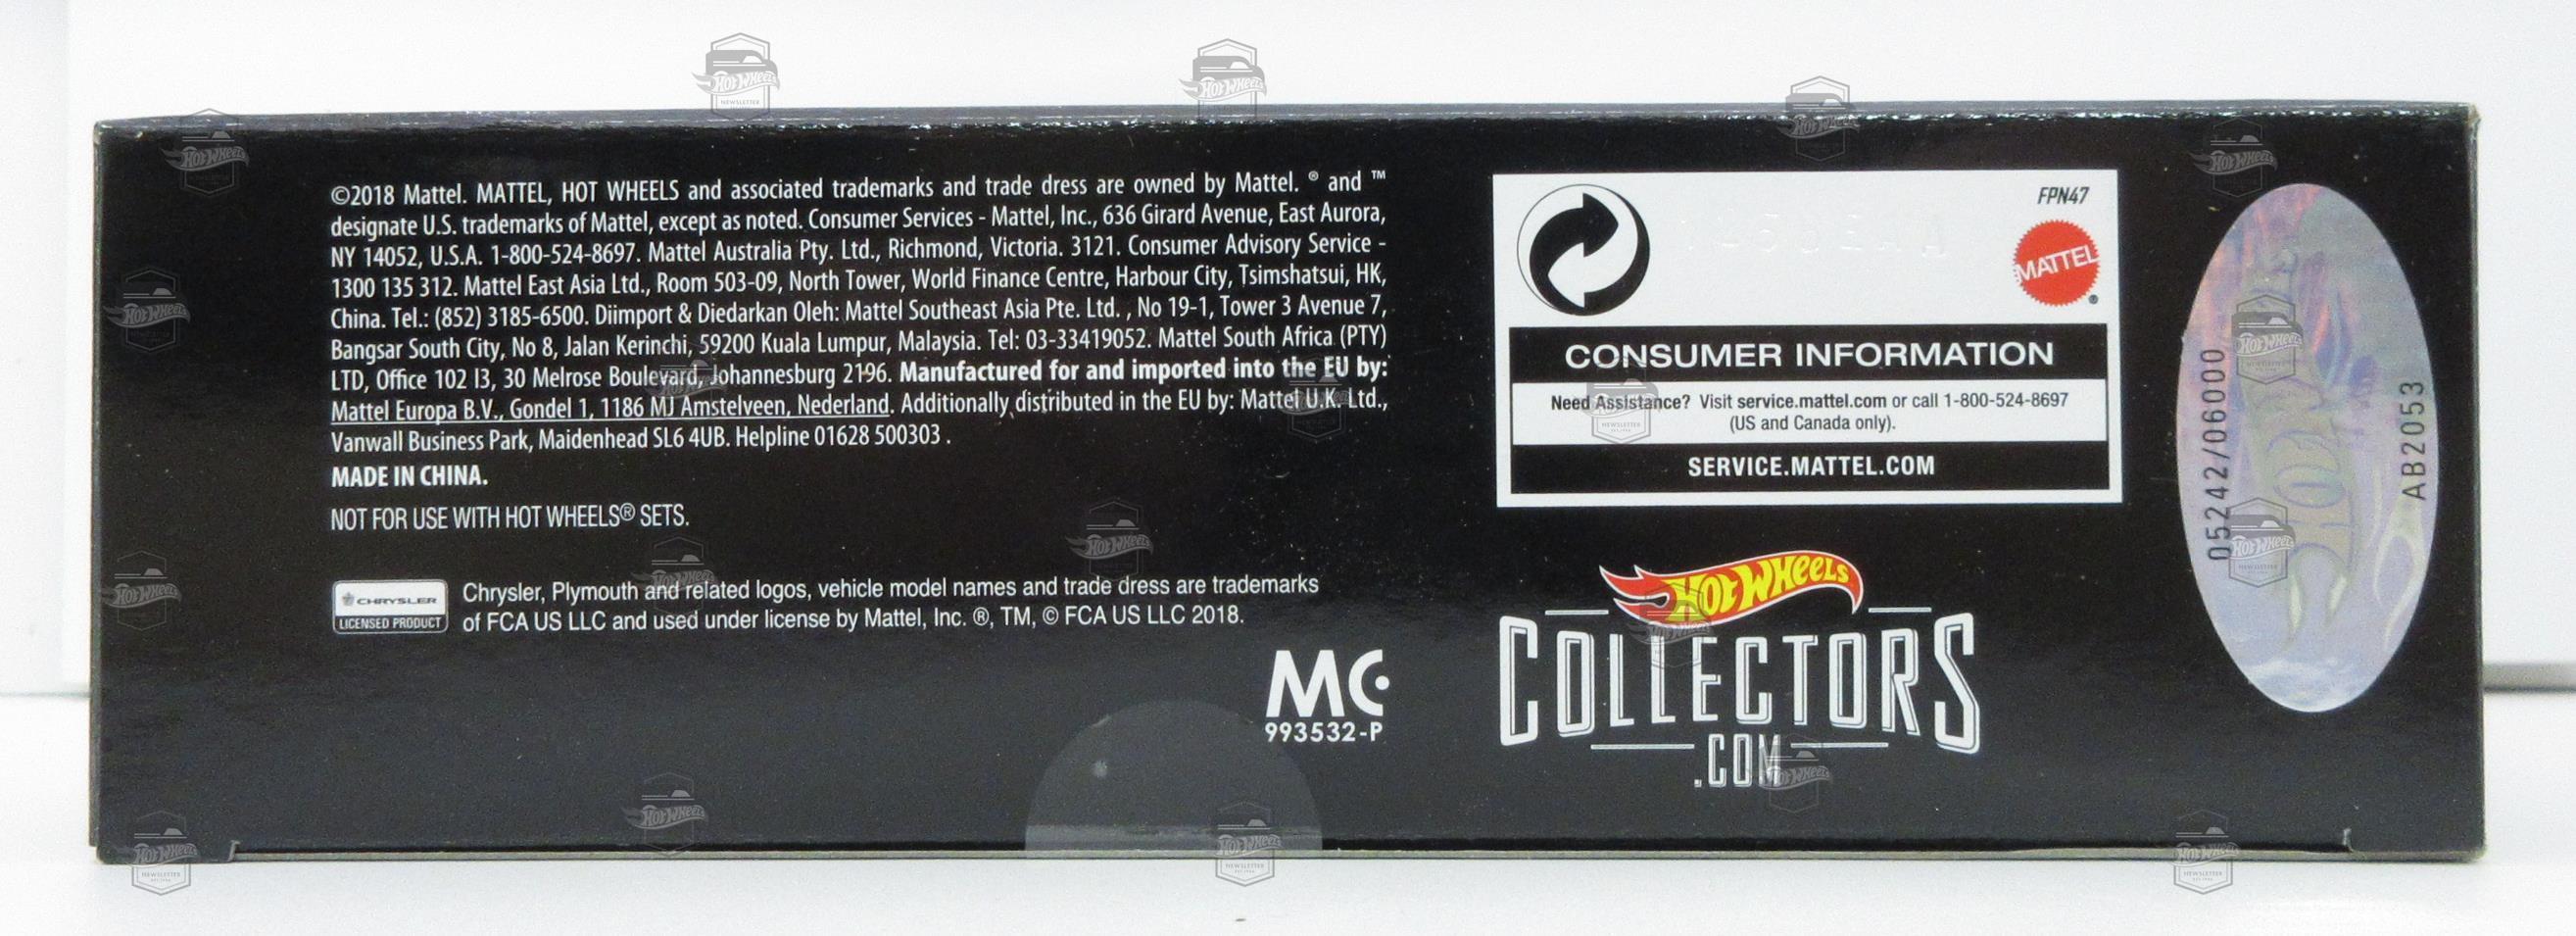 ©2018 Mattel. MATTEL, HOT WHEELS and associated trademarks and trade dress are owned by Mattel. ® and ™
designate U.S. trademarks of Mattel, except as noted. Consumer Services - Mattel, Inc., 636 Girard Avenue, East Aurora,
NY 14052, U.S.A. 1-800-524-8697. Mattel Australia Pty. Ltd., Richmond, Victoria. 3121. Consumer Advisory Service -
1300 135 312. Mattel East Asia Ltd., Room 503-09, North Tower, World Finance Centre, Harbour City, Tsimshatsui, HK,
China. Tel.: (852) 3185-6500. Diimport & Diedarkan Oleh: Mattel Southeast Asia Pte. Ltd. , No 19-1, Tower 3 Avenue 7,
Bangsar South City, No 8, Jalan Kerinchi, 59200 Kuala Lumpur, Malaysia. Tel: 03-33419052. Mattel South Africa (PTY)
LTD, Office 102 I3, 30 Melrose Boulevard, Johannesburg 2196. Manufactured for and imported into the EU by:
Mattel Europa B.V., Gondel 1, 1186 MJ Amstelveen, Nederland. Additionally distributed in the EU by: Mattel U.K. Ltd.,
Vanwall Business Park, Maidenhead SL6 4UB. Helpline 01628 500303 .
MADE IN CHINA.
NOT FOR USE WITH HOT WHEELS® SETS.
CHRYSLER
LICENSED PRODUCT
Chrysler, Plymouth and related logos, vehicle model names and trade dress are trademarks
of FCA US LLC and used under license by Mattel, Inc. ®, TM, © FCA US LLC 2018.
MC
993532-P
FPN47
MATTEL
®
CONSUMER INFORMATION
Need Assistance? Visit service.mattel.com or call 1-800-524-8697
(US and Canada only).
SERVICE.MATTEL.COM
HOT WHEELS
COLLECTORS
.COM
05242/06000
AB2053